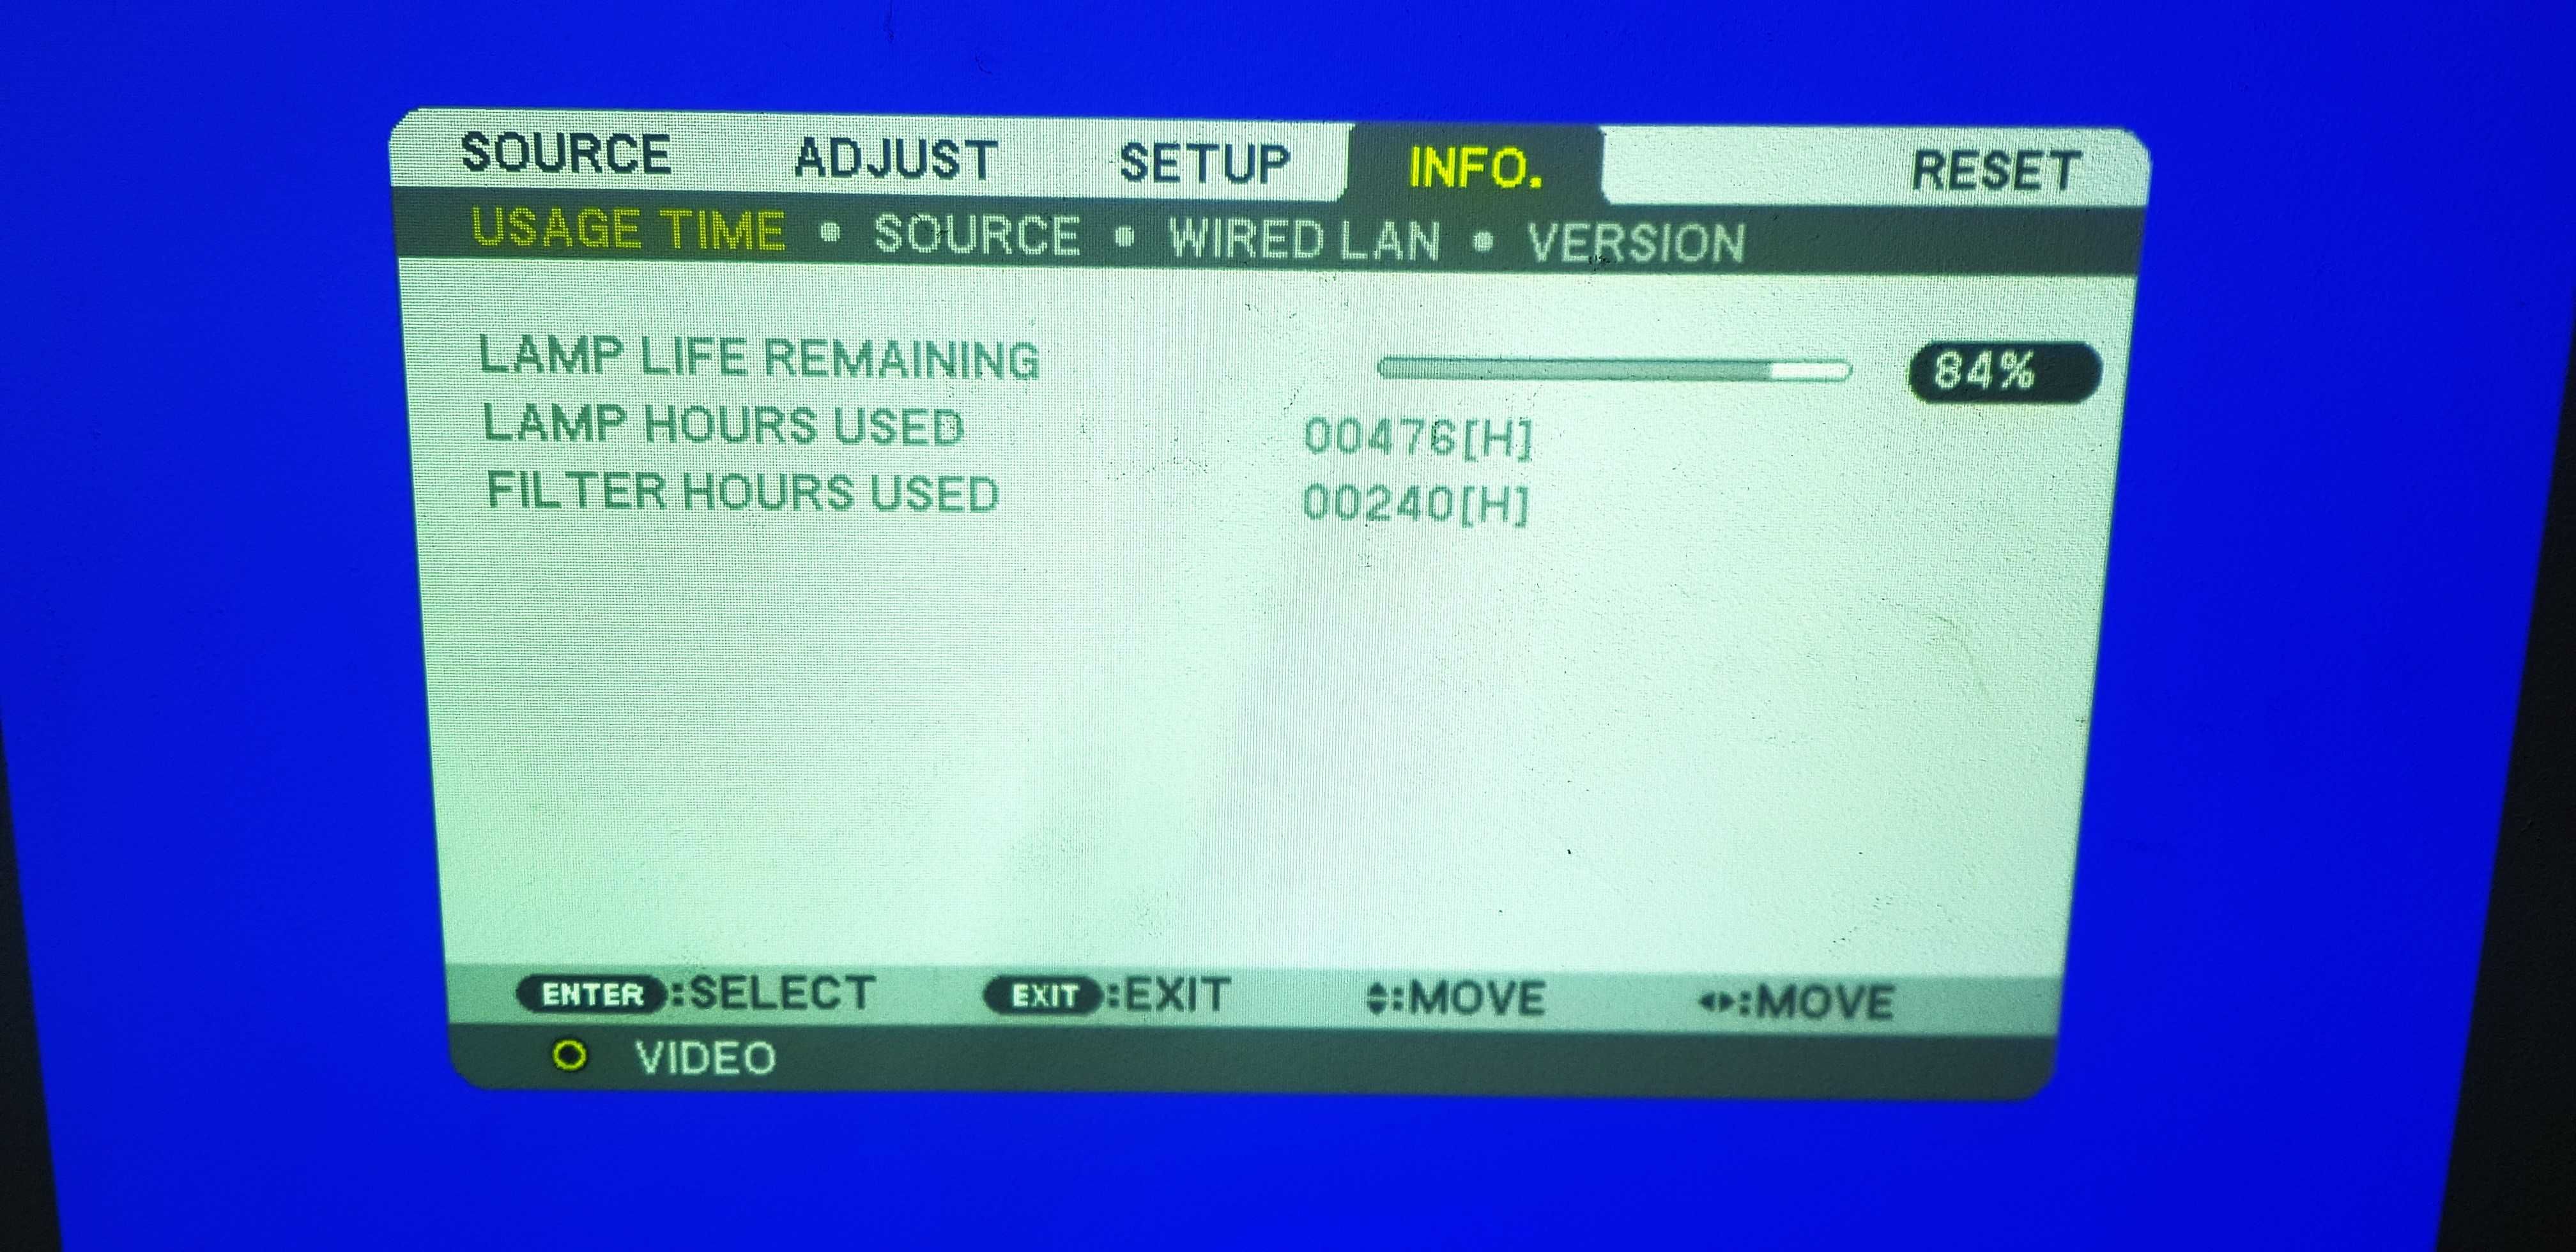 SOURCE ADJUST SETUP INFO. RESET
USAGE TIME • SOURCE • WIRED LAN • VERSION
LAMP LIFE REMAINING 84%
LAMP HOURS USED 00476[H]
FILTER HOURS USED 00240[H]
ENTER :SELECT EXIT :EXIT :MOVE :MOVE
VIDEO